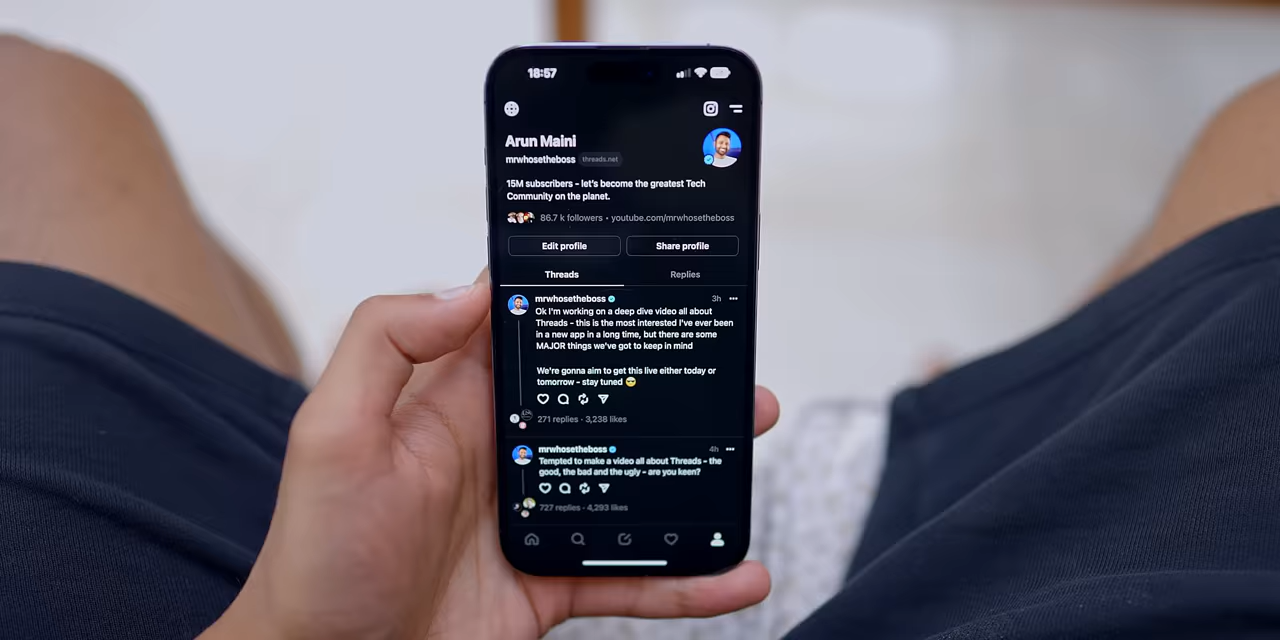 18:57
Arun Maini
mrwhosetheboss threads.net
15M subscribers - let's become the greatest Tech
Community on the planet.
86.7 k followers • youtube.com/mrwhosetheboss
Edit profile Share profile
Threads Replies
mrwhosetheboss 3h
Ok I'm working on a deep dive video all about
Threads - this is the most interested I've ever been
in a new app in a long time, but there are some
MAJOR things we've got to keep in mind
We're gonna aim to get this live either today or
tomorrow - stay tuned 😎
271 replies · 3,238 likes
mrwhosetheboss 4h
Tempted to make a video all about Threads - the
good, the bad and the ugly - are you keen?
727 replies · 4,293 likes